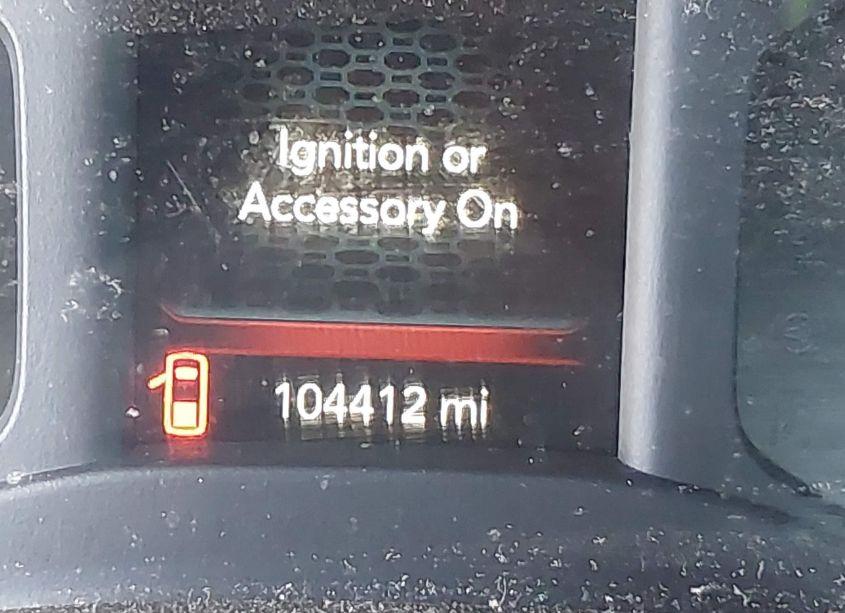 Ignition or
Accessory On
104412 mi